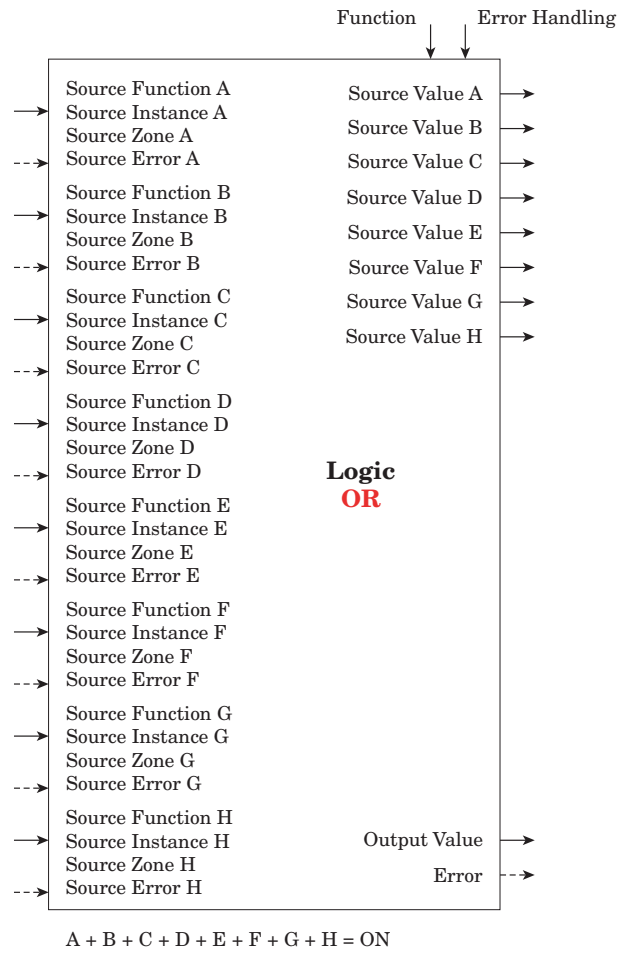 Function
Error Handling
Source Function A
Source Instance A
Source Zone A
Source Error A
Source Function B
Source Instance B
Source Zone B
Source Error B
Source Function C
Source Instance C
Source Zone C
Source Error C
Source Function D
Source Instance D
Source Zone D
Source Error D
Source Function E
Source Instance E
Source Zone E
Source Error E
Source Function F
Source Instance F
Source Zone F
Source Error F
Source Function G
Source Instance G
Source Zone G
Source Error G
Source Function H
Source Instance H
Source Zone H
Source Error H
Logic
OR
Source Value A
Source Value B
Source Value C
Source Value D
Source Value E
Source Value F
Source Value G
Source Value H
Output Value
Error
A + B + C + D + E + F + G + H = ON